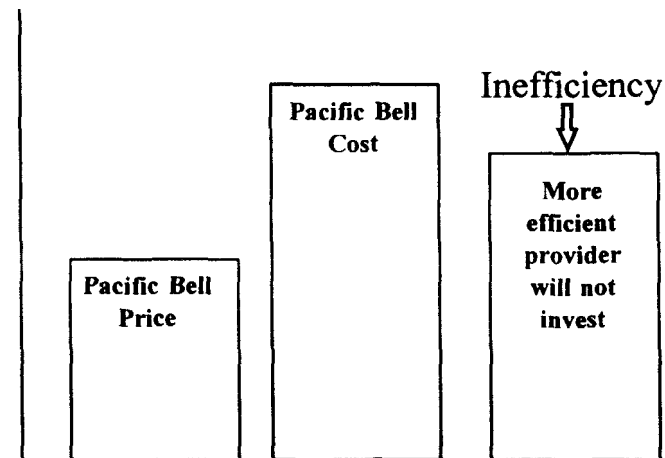 Inefficiency
Pacific Bell
Cost
More
efficient
provider
will not
invest
Pacific Bell
Price